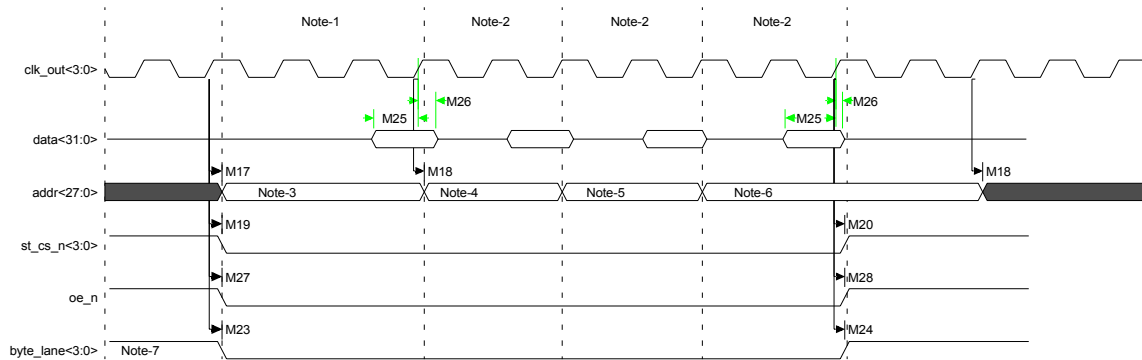 Note-1 Note-2 Note-2 Note-2
clk_out<3:0>
M26 M26
M25 M25
data<31:0>
M17 M18 M18
addr<27:0> Note-3 Note-4 Note-5 Note-6
M19 M20
st_cs_n<3:0>
M27 M28
oe_n
M23 M24
byte_lane<3:0> Note-7